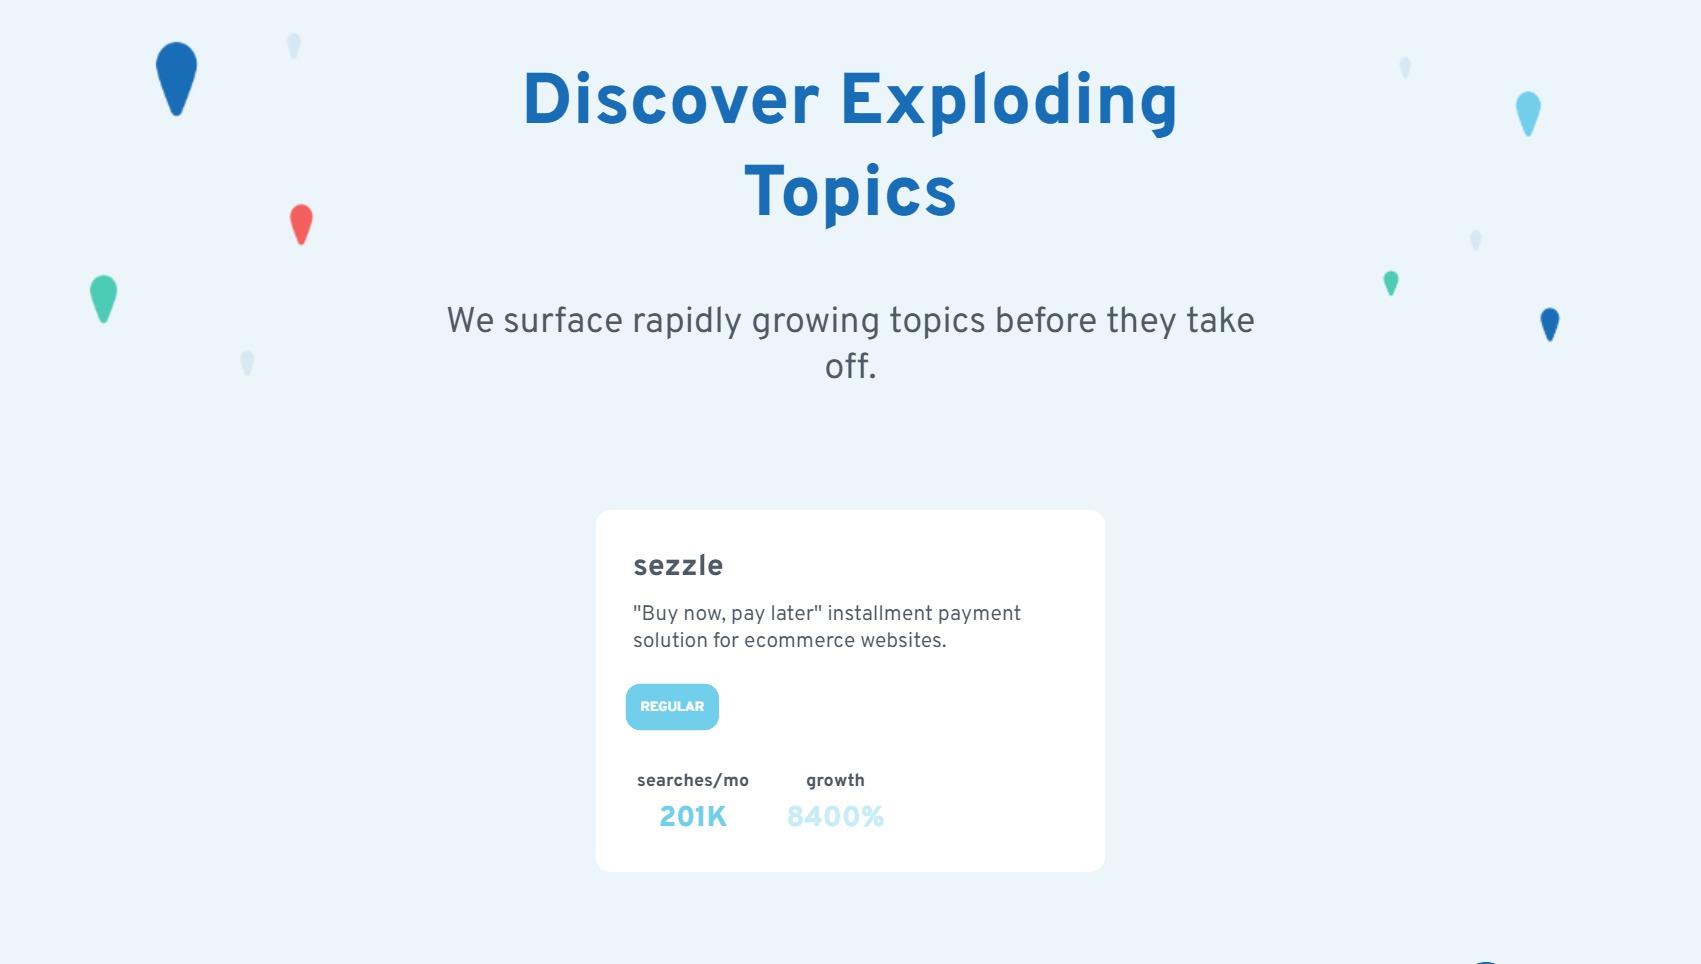 Discover Exploding
Topics
We surface rapidly growing topics before they take
off.
sezzle
"Buy now, pay later" installment payment
solution for ecommerce websites.
REGULAR
searches/mo growth
201K 8400%